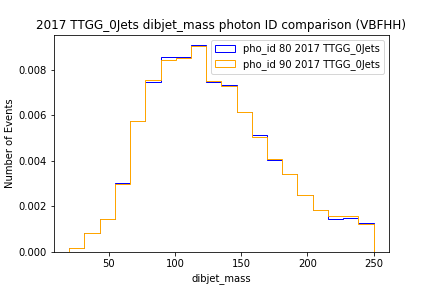 2017 TTGG_0Jets dibjet_mass photon ID comparison (VBFHH)
pho_id 80 2017 TTGG_0Jets
pho_id 90 2017 TTGG_0Jets
Number of Events
0.008
0.006
0.004
0.002
0.000
50
100
150
200
250
dibjet_mass